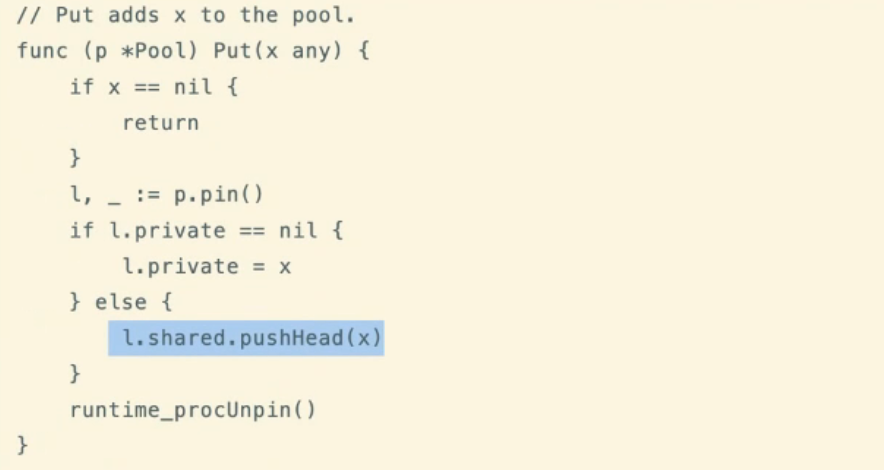 // Put adds x to the pool.
func (p *Pool) Put(x any) {
    if x == nil {
        return
    }
    l, _ := p.pin()
    if l.private == nil {
        l.private = x
    } else {
        l.shared.pushHead(x)
    }
    runtime_procUnpin()
}